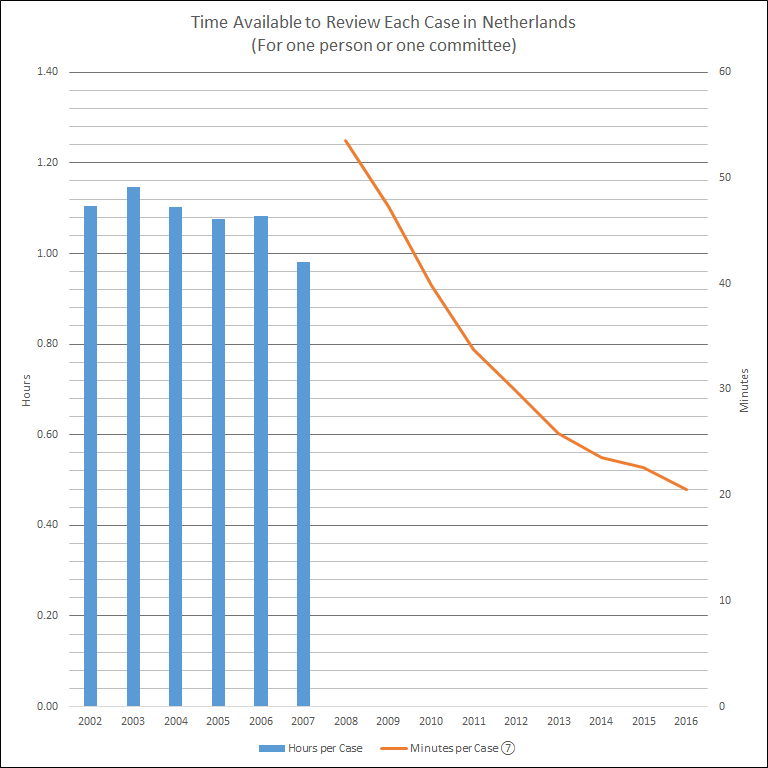 Time Available to Review Each Case in Netherlands
(For one person or one committee)
1.40
1.20
1.00
0.80
0.60
0.40
0.20
0.00
Hours
60
50
40
30
20
10
0
Minutes
2002 2003 2004 2005 2006 2007 2008 2009 2010 2011 2012 2013 2014 2015 2016
Hours per Case Minutes per Case ⑦